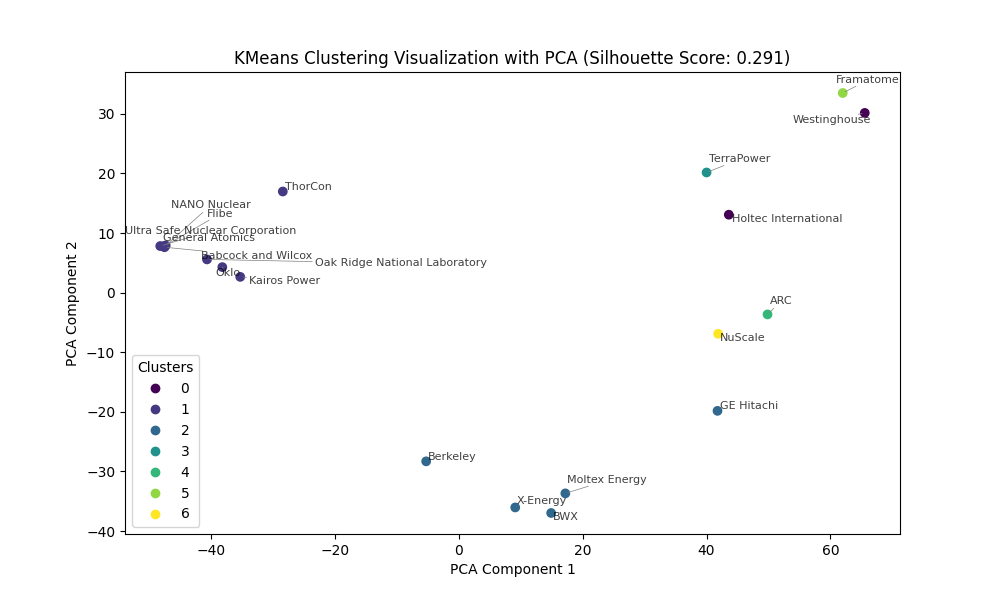 KMeans Clustering Visualization with PCA (Silhouette Score: 0.291)
Framatome
Westinghouse
TerraPower
ThorCon
NANO Nuclear
Flibe
Holtec International
Ultra Safe Nuclear Corporation
General Atomics
Babcock and Wilcox
Oak Ridge National Laboratory
Oklo
Kairos Power
ARC
NuScale
GE Hitachi
Berkeley
Moltex Energy
X-Energy
BWX
Clusters
0
1
2
3
4
5
6
30
20
10
0
−10
−20
−30
−40
PCA Component 2
−40
−20
0
20
40
60
PCA Component 1